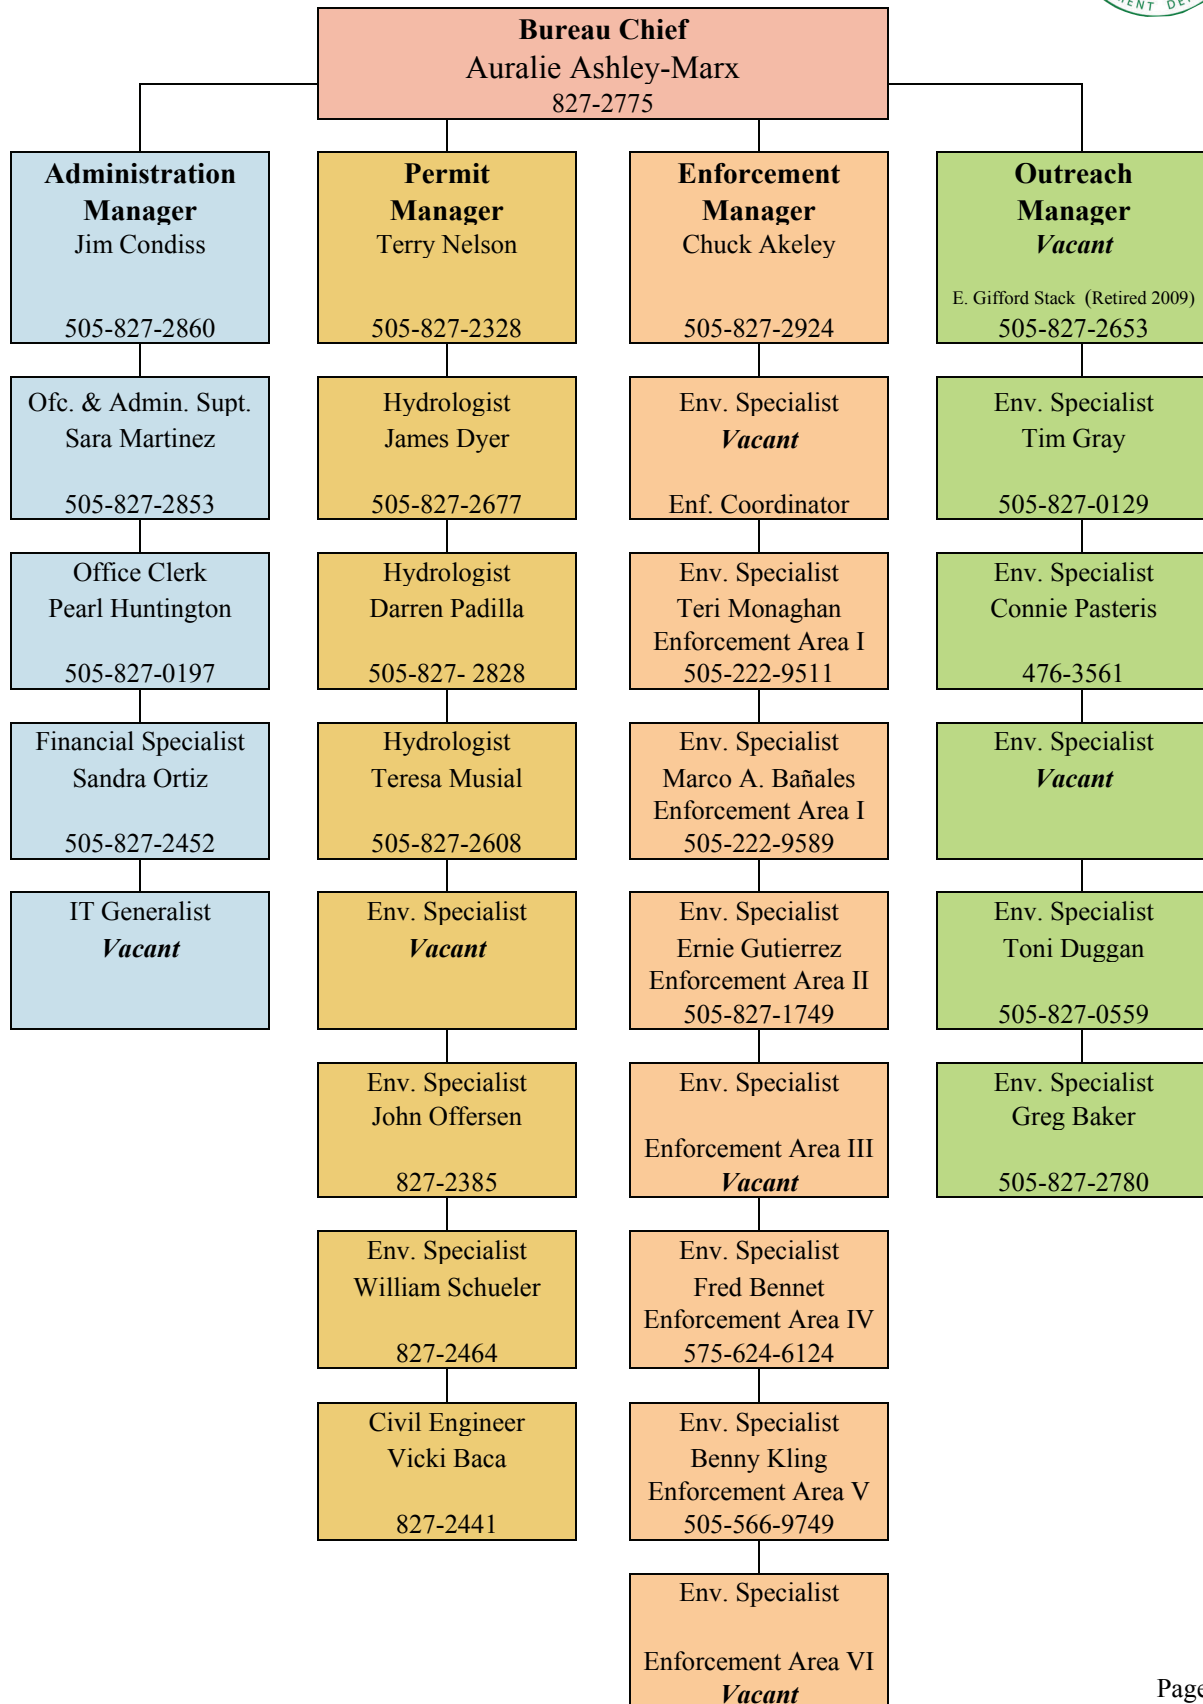 MENT DEP
Bureau Chief
Auralie Ashley-Marx
827-2775
Administration
Manager
Jim Condiss
505-827-2860
Ofc. & Admin. Supt.
Sara Martinez
505-827-2853
Office Clerk
Pearl Huntington
505-827-0197
Financial Specialist
Sandra Ortiz
505-827-2452
IT Generalist
Vacant
Permit
Manager
Terry Nelson
505-827-2328
Hydrologist
James Dyer
505-827-2677
Hydrologist
Darren Padilla
505-827- 2828
Hydrologist
Teresa Musial
505-827-2608
Env. Specialist
Vacant
Env. Specialist
John Offersen
827-2385
Env. Specialist
William Schueler
827-2464
Civil Engineer
Vicki Baca
827-2441
Enforcement
Manager
Chuck Akeley
505-827-2924
Env. Specialist
Vacant
Enf. Coordinator
Env. Specialist
Teri Monaghan
Enforcement Area I
505-222-9511
Env. Specialist
Marco A. Bañales
Enforcement Area I
505-222-9589
Env. Specialist
Ernie Gutierrez
Enforcement Area II
505-827-1749
Env. Specialist
Enforcement Area III
Vacant
Env. Specialist
Fred Bennet
Enforcement Area IV
575-624-6124
Env. Specialist
Benny Kling
Enforcement Area V
505-566-9749
Env. Specialist
Enforcement Area VI
Vacant
Outreach
Manager
Vacant
E. Gifford Stack (Retired 2009)
505-827-2653
Env. Specialist
Tim Gray
505-827-0129
Env. Specialist
Connie Pasteris
476-3561
Env. Specialist
Vacant
Env. Specialist
Toni Duggan
505-827-0559
Env. Specialist
Greg Baker
505-827-2780
Page